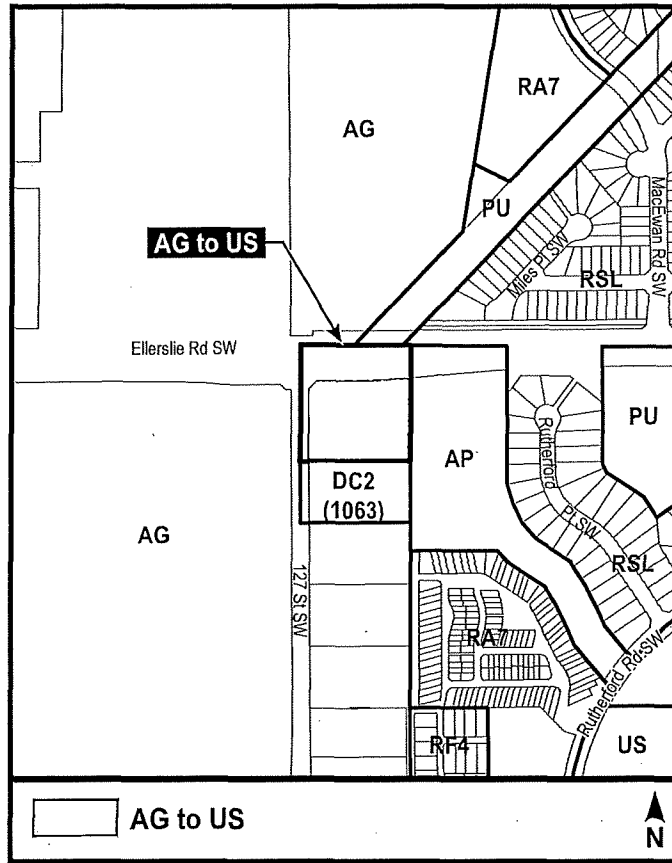 RA7
AG
PU
AG to US
Miles Pl SW
MacEwan Rd SW
RSL
Ellerslie Rd SW
PU
AP
Rutherford
Pt SW
DC2
(1063)
AG
RSL
127 St SW
RA7
Rutherford Rd SW
RF4
US
AG to US
N